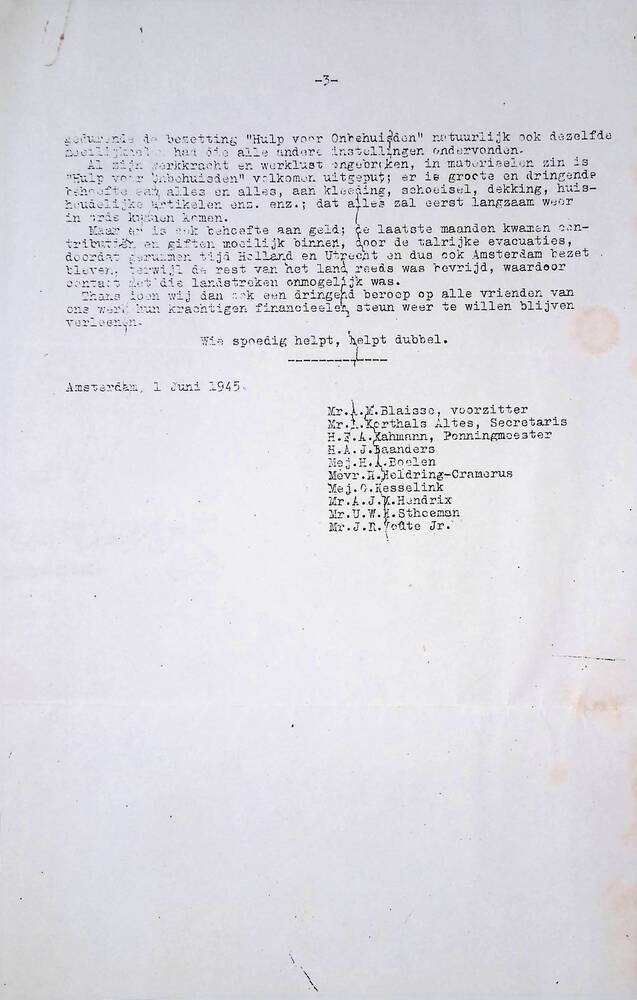 -3-
gedurende de bezetting "Hulp voor Onbehuisden" natuurlijk ook dezelfde
moeilijkheden had die alle andere instellingen ondervonden.
Al zijn werkkracht en werklust ongebroken, in materieelen zin is
"Hulp voor Onbehuisden" volkomen uitgeput; er is groote en dringende
behoefte aan alles en alles, aan kleeding, schoeisel, dekking, huis-
houdelijke artikelen enz. enz.; dat alles zal eerst langzaam weer
in orde kunnen komen.
Maar er is ook behoefte aan geld; de laatste maanden kwamen con-
tributiën en giften moeilijk binnen, door de talrijke evacuaties,
doordat geruimen tijd Holland en Utrecht en dus ook Amsterdam bezet
bleven, terwijl de rest van het land reeds was bevrijd, waardoor
contact met die landstreken onmogelijk was.
Thans doen wij dan ook een dringend beroep op alle vrienden van
ons werk hun krachtigen financieelen steun weer te willen blijven
verleenen.
Wie spoedig helpt, helpt dubbel.
Amsterdam, 1 Juni 1945.
Mr.A.M.Blaisse, voorzitter
Mr. Korthals Altes, Secretaris
H.F.A.Kahmann, Penningmeester
H.A.J.Baanders
Mej.H.A.Boelen
Mevr.H.Heldring-Cramerus
Mej.G.Hesselink
Mr.A.J.M.Hendrix
Mr.U.W.H.Stheeman
Mr.J.R.Voûte Jr.